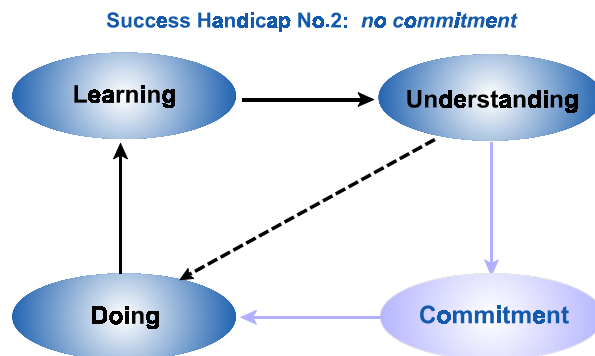 Success Handicap No.2: no commitment
Learning
Understanding
Doing
Commitment